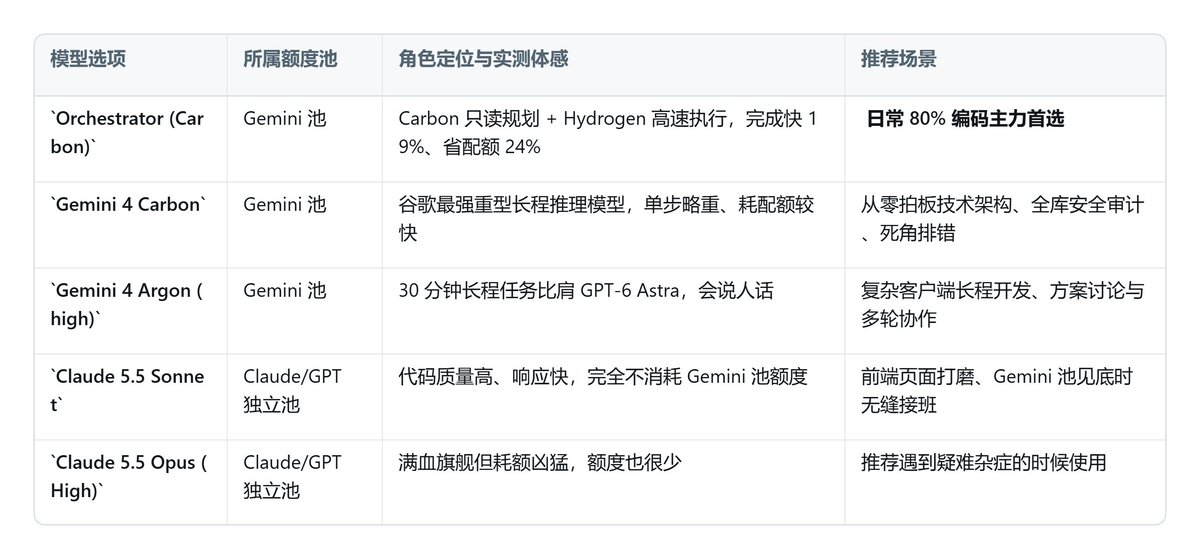 模型选项
所属额度池
角色定位与实测体感
推荐场景
`Orchestrator (Car
bon)`
Gemini 池
Carbon 只读规划 + Hydrogen 高速执行，完成快 1
9%、省配额 24%
日常 80% 编码主力首选
`Gemini 4 Carbon`
Gemini 池
谷歌最强重型长程推理模型，单步略重、耗配额较
快
从零拍板技术架构、全库安全审计
、死角排错
`Gemini 4 Argon (
high)`
Gemini 池
30 分钟长程任务比肩 GPT-6 Astra，会说人话
复杂客户端长程开发、方案讨论与
多轮协作
`Claude 5.5 Sonne
t`
Claude/GPT
独立池
代码质量高、响应快，完全不消耗 Gemini 池额度
前端页面打磨、Gemini 池见底时
无缝接班
`Claude 5.5 Opus (
High)`
Claude/GPT
独立池
满血旗舰但耗额凶猛，额度也很少
推荐遇到疑难杂症的时候使用